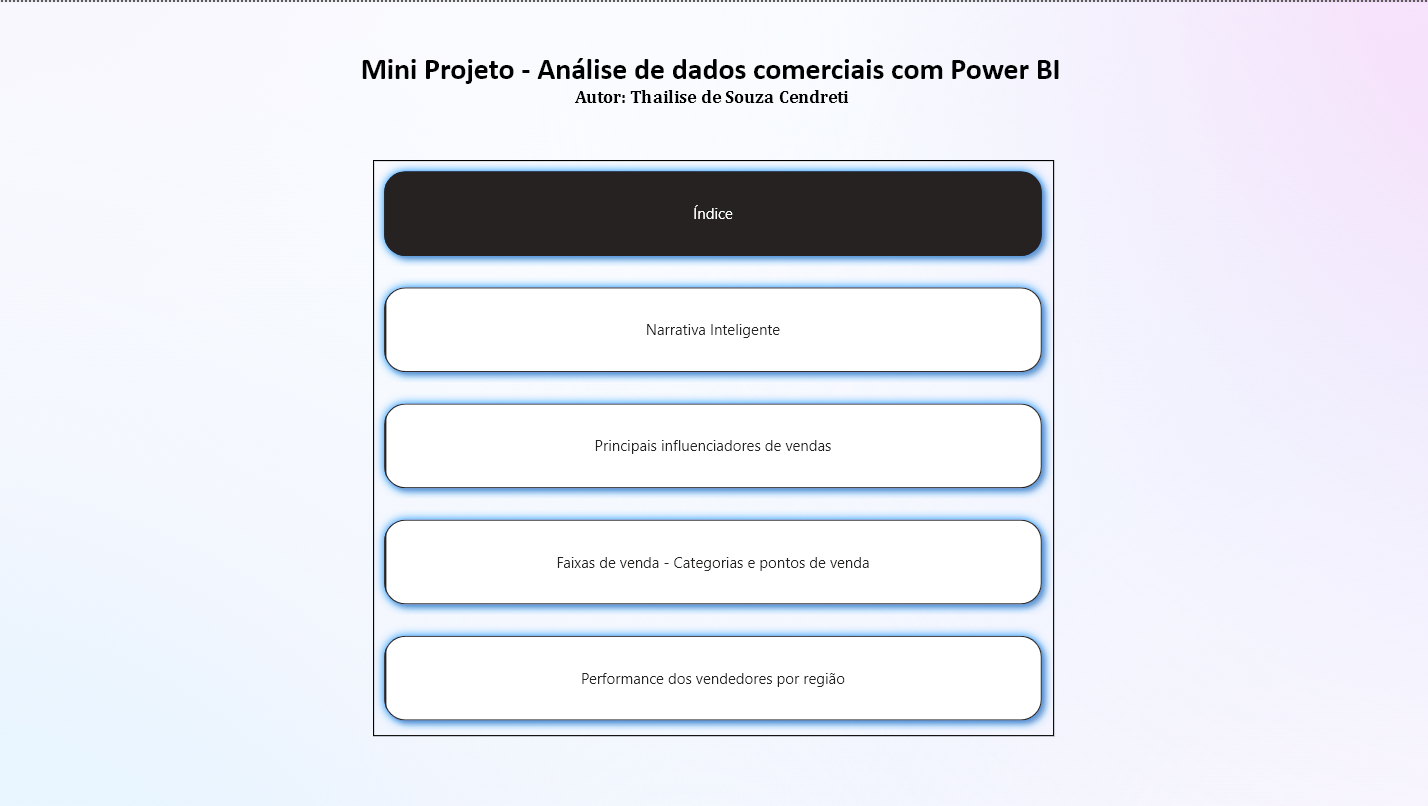 Mini Projeto - Análise de dados comerciais com Power BI
Autor: Thailise de Souza Cendreti
Índice
Narrativa Inteligente
Principais influenciadores de vendas
Faixas de venda - Categorias e pontos de venda
Performance dos vendedores por região